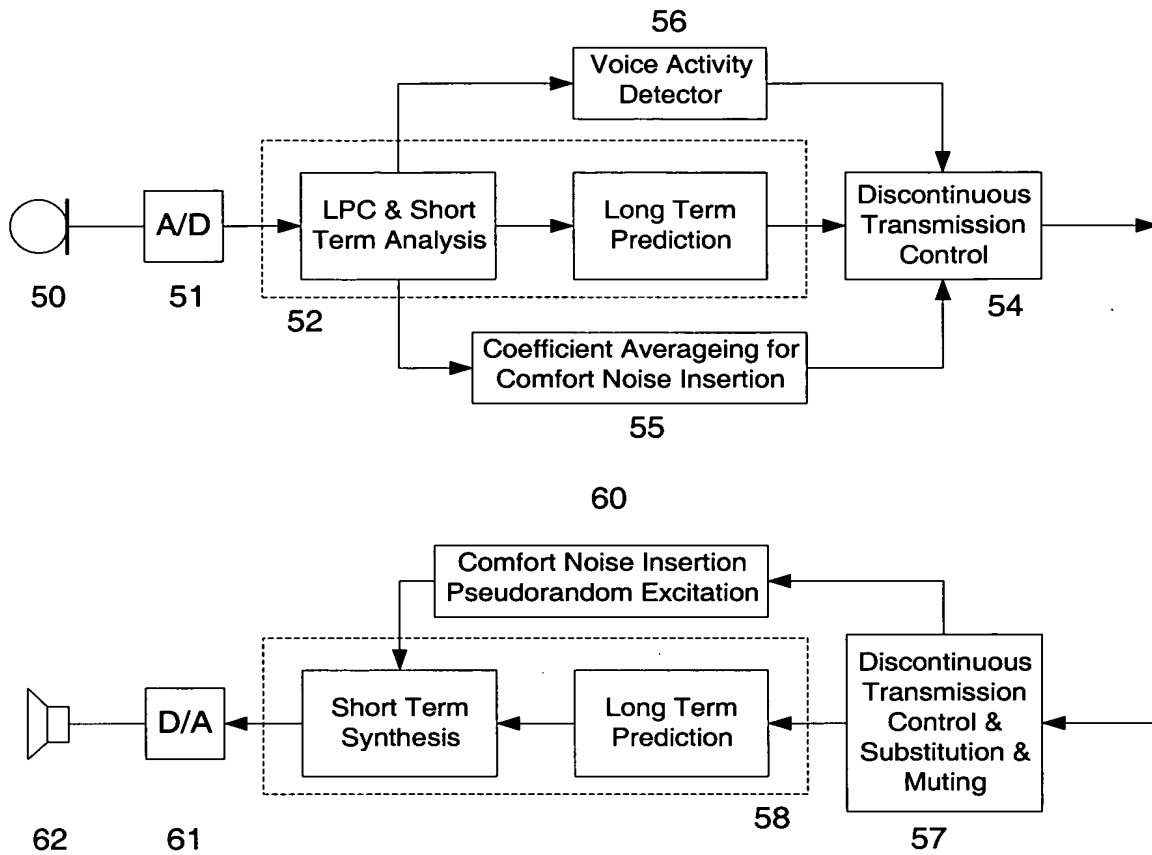 56
Voice Activity
Detector
A/D
LPC & Short
Term Analysis
Long Term
Prediction
Discontinuous
Transmission
Control
50
51
52
54
Coefficient Averageing for
Comfort Noise Insertion
55
60
Comfort Noise Insertion
Pseudorandom Excitation
D/A
Short Term
Synthesis
Long Term
Prediction
Discontinuous
Transmission
Control &
Substitution &
Muting
62
61
58
57